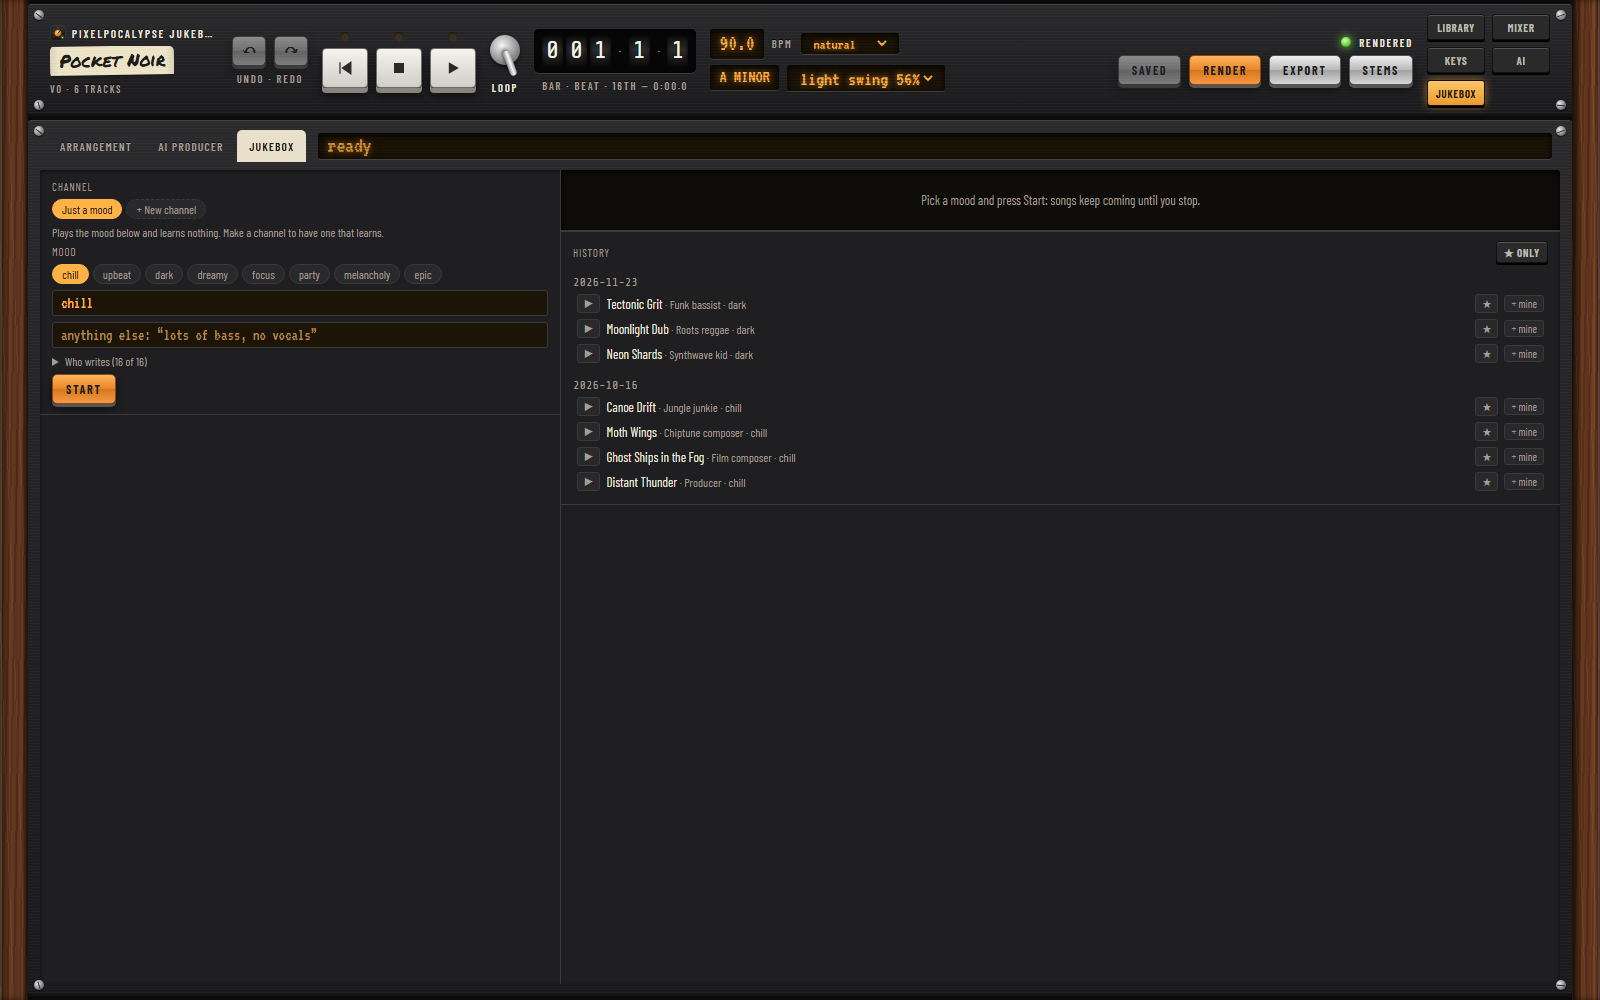 PIXELPOCALYPSE JUKEB…
POCKET NOIR
V0 · 6 TRACKS
UNDO · REDO
LOOP
001·1·1
BAR · BEAT · 16TH — 0:00.0
90.0 BPM natural
A MINOR light swing 56%
RENDERED
SAVED RENDER EXPORT STEMS
LIBRARY MIXER
KEYS AI
JUKEBOX
ARRANGEMENT AI PRODUCER JUKEBOX ready
CHANNEL
Just a mood + New channel
Plays the mood below and learns nothing. Make a channel to have one that learns.
MOOD
chill upbeat dark dreamy focus party melancholy epic
chill
anything else: “lots of bass, no vocals”
▶ Who writes (16 of 16)
START
Pick a mood and press Start: songs keep coming until you stop.
HISTORY ★ ONLY
2026-11-23
▶ Tectonic Grit · Funk bassist · dark ★ + mine
▶ Moonlight Dub · Roots reggae · dark ★ + mine
▶ Neon Shards · Synthwave kid · dark ★ + mine
2026-10-16
▶ Canoe Drift · Jungle junkie · chill ★ + mine
▶ Moth Wings · Chiptune composer · chill ★ + mine
▶ Ghost Ships in the Fog · Film composer · chill ★ + mine
▶ Distant Thunder · Producer · chill ★ + mine